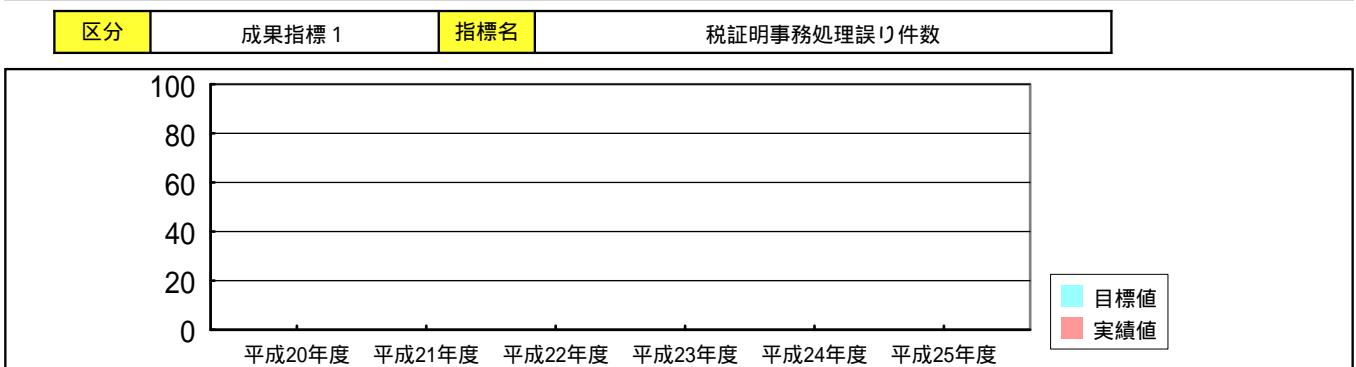 区分 成果指標1 指標名 税証明事務処理誤り件数
100
80
60
40
20
0
平成20年度 平成21年度 平成22年度 平成23年度 平成24年度 平成25年度
目標値
実績値